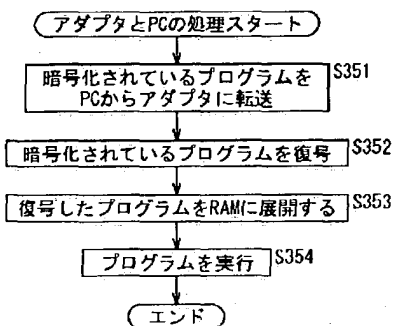 アダプタとPCの処理スタート
暗号化されているプログラムを
PCからアダプタに転送
S351
暗号化されているプログラムを復号
S352
復号したプログラムをRAMに展開する
S353
プログラムを実行
S354
エンド